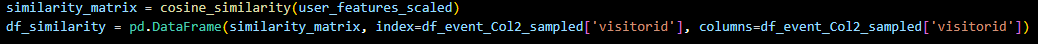 similarity_matrix = cosine_similarity(user_features_scaled)
df_similarity = pd.DataFrame(similarity_matrix, index=df_event_Col2_sampled['visitorid'], columns=df_event_Col2_sampled['visitorid'])